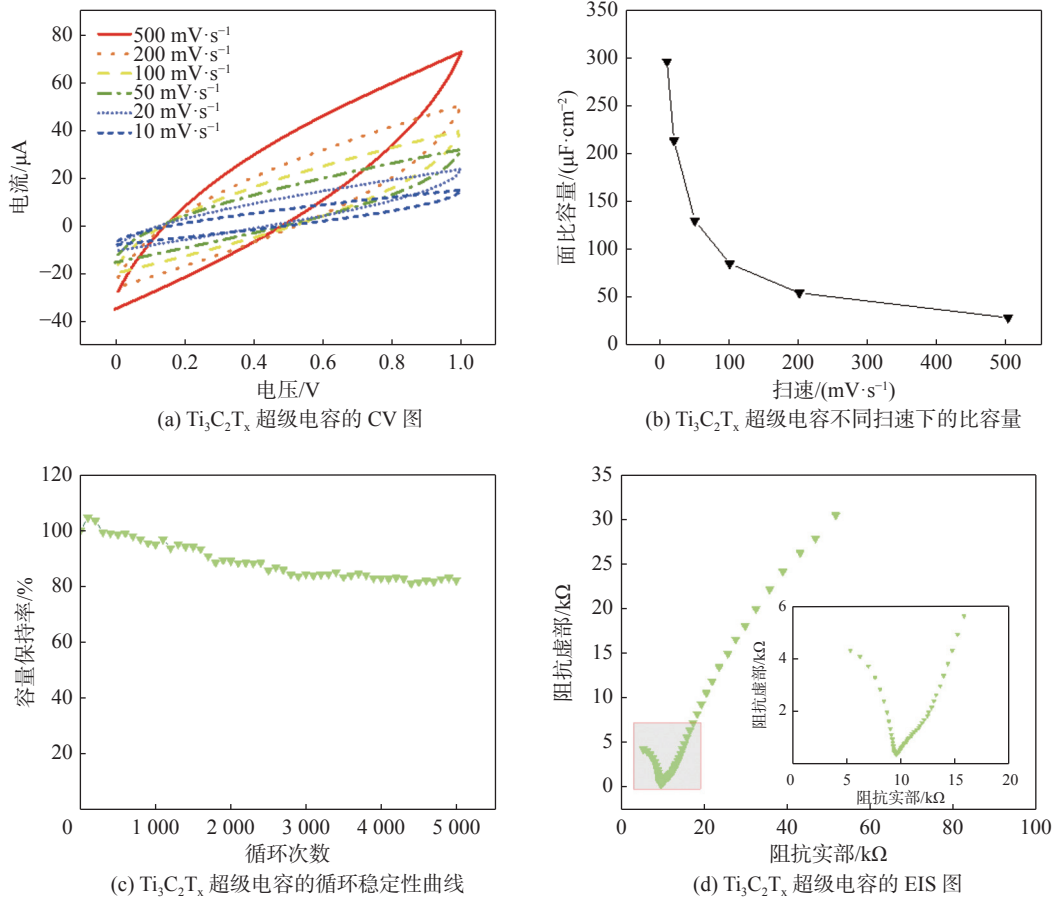 80
60
40
20
0
−20
−40
电流/μA
500 mV·s⁻¹
200 mV·s⁻¹
100 mV·s⁻¹
50 mV·s⁻¹
20 mV·s⁻¹
10 mV·s⁻¹
0 0.2 0.4 0.6 0.8 1.0
电压/V
(a) Ti₃C₂Tₓ 超级电容的 CV 图
350
300
250
200
150
100
50
0
面比容量/(μF·cm⁻²)
0 100 200 300 400 500
扫速/(mV·s⁻¹)
(b) Ti₃C₂Tₓ 超级电容不同扫速下的比容量
120
100
80
60
40
20
容量保持率/%
0 1 000 2 000 3 000 4 000 5 000
循环次数
(c) Ti₃C₂Tₓ 超级电容的循环稳定性曲线
35
30
25
20
15
10
5
0
阻抗虚部/kΩ
6
4
2
阻抗虚部/kΩ
0 5 10 15 20
阻抗实部/kΩ
0 20 40 60 80 100
阻抗实部/kΩ
(d) Ti₃C₂Tₓ 超级电容的 EIS 图